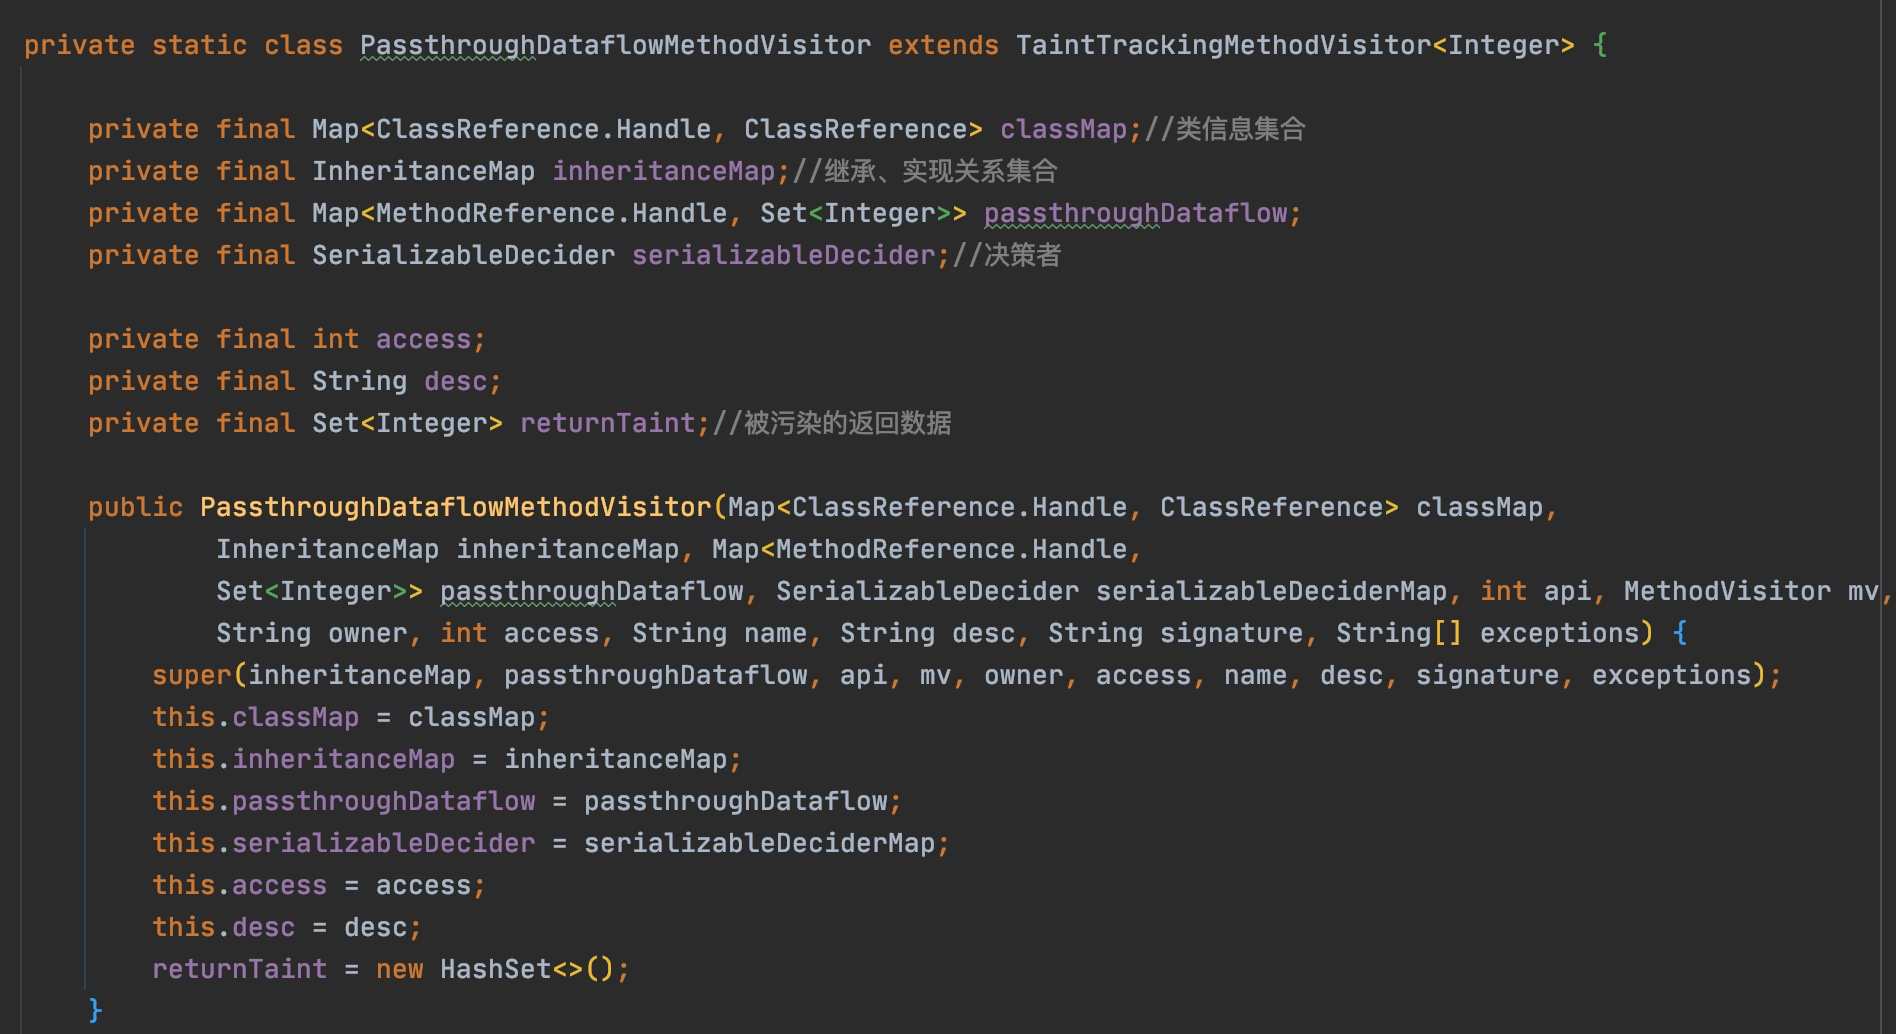 private static class PassthroughDataflowMethodVisitor extends TaintTrackingMethodVisitor<Integer> {
private final Map<ClassReference.Handle, ClassReference> classMap;//类信息集合
private final InheritanceMap inheritanceMap;//继承、实现关系集合
private final Map<MethodReference.Handle, Set<Integer>> passthroughDataflow;
private final SerializableDecider serializableDecider;//决策者
private final int access;
private final String desc;
private final Set<Integer> returnTaint;//被污染的返回数据
public PassthroughDataflowMethodVisitor(Map<ClassReference.Handle, ClassReference> classMap,
InheritanceMap inheritanceMap, Map<MethodReference.Handle,
Set<Integer>> passthroughDataflow, SerializableDecider serializableDeciderMap, int api, MethodVisitor mv,
String owner, int access, String name, String desc, String signature, String[] exceptions) {
super(inheritanceMap, passthroughDataflow, api, mv, owner, access, name, desc, signature, exceptions);
this.classMap = classMap;
this.inheritanceMap = inheritanceMap;
this.passthroughDataflow = passthroughDataflow;
this.serializableDecider = serializableDeciderMap;
this.access = access;
this.desc = desc;
returnTaint = new HashSet<>();
}